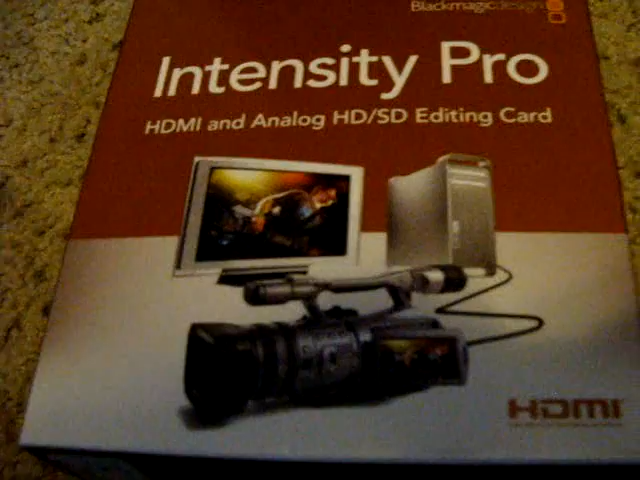 Blackmagicdesign
Intensity Pro
HDMI and Analog HD/SD Editing Card
HDMI